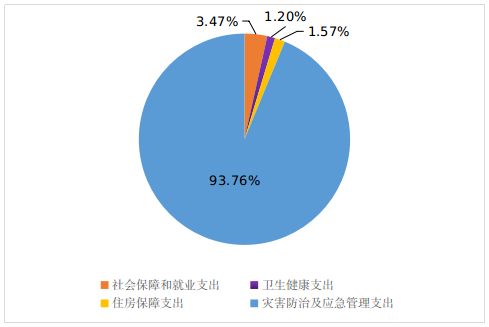 3.47%
1.20%
1.57%
93.76%
社会保障和就业支出
卫生健康支出
住房保障支出
灾害防治及应急管理支出